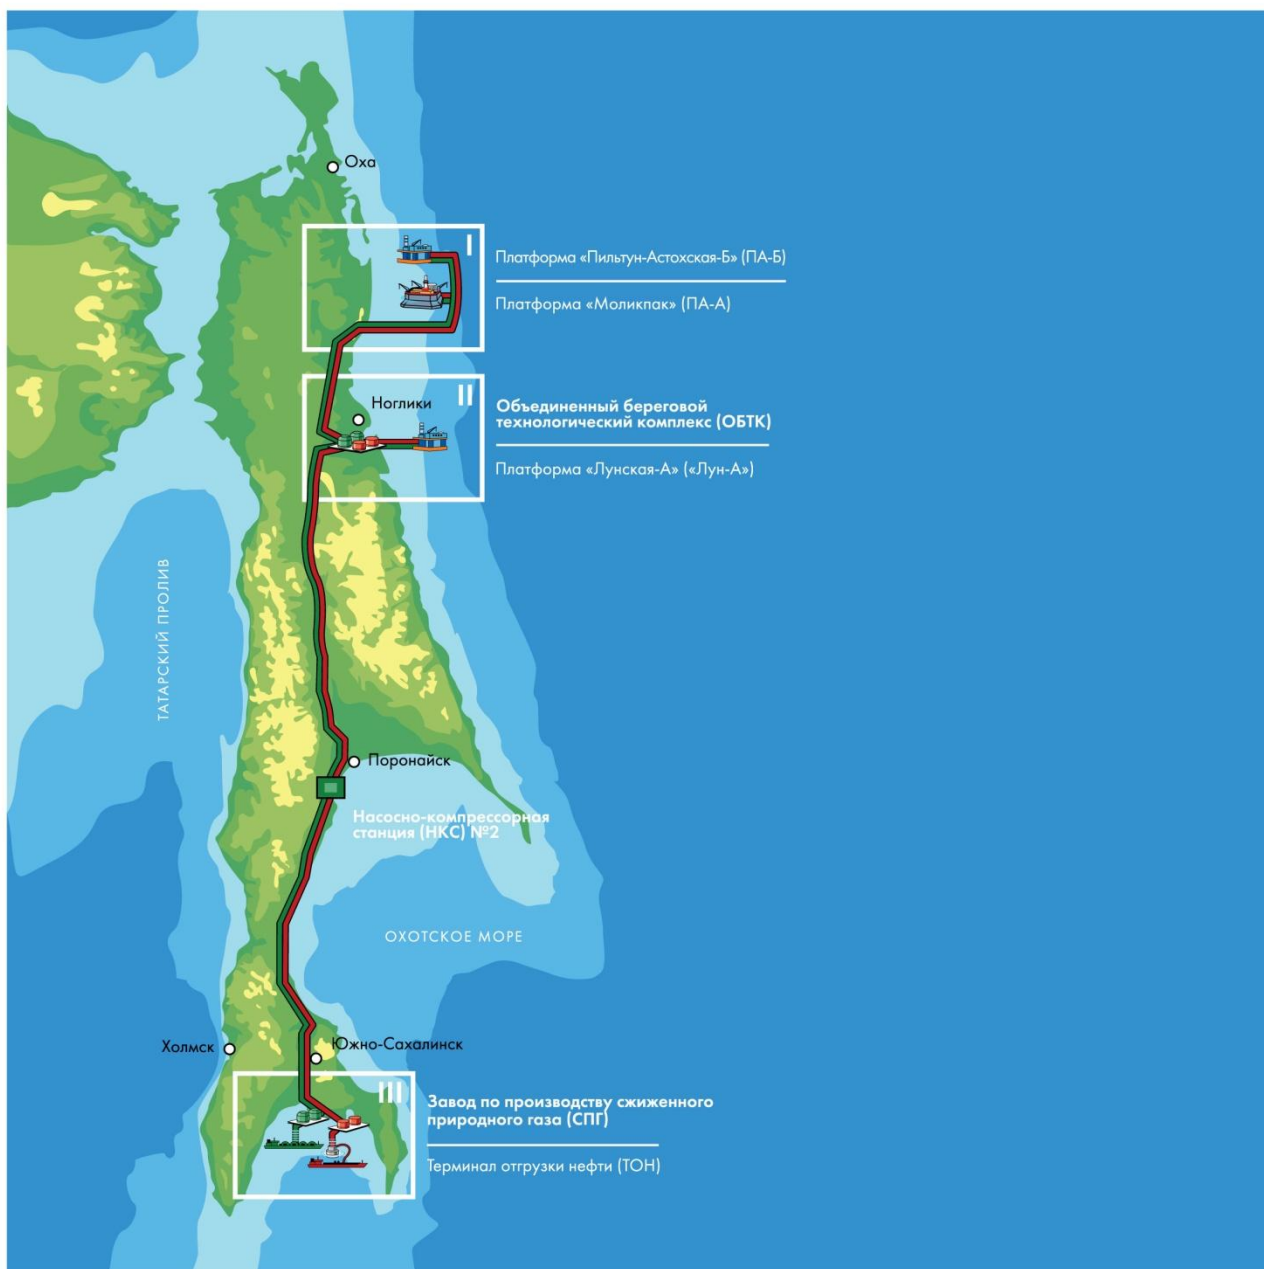 Оха
I
Платформа «Пильтун-Астохская-Б» (ПА-Б)
Платформа «Моликпак» (ПА-А)
Ноглики
II
Объединенный береговой
технологический комплекс (ОБТК)
Платформа «Лунская-А» («Лун-А»)
ТАТАРСКИЙ ПРОЛИВ
Поронайск
Насосно-компрессорная
станция (НКС) №2
ОХОТСКОЕ МОРЕ
Холмск
Южно-Сахалинск
III
Завод по производству сжиженного
природного газа (СПГ)
Терминал отгрузки нефти (ТОН)